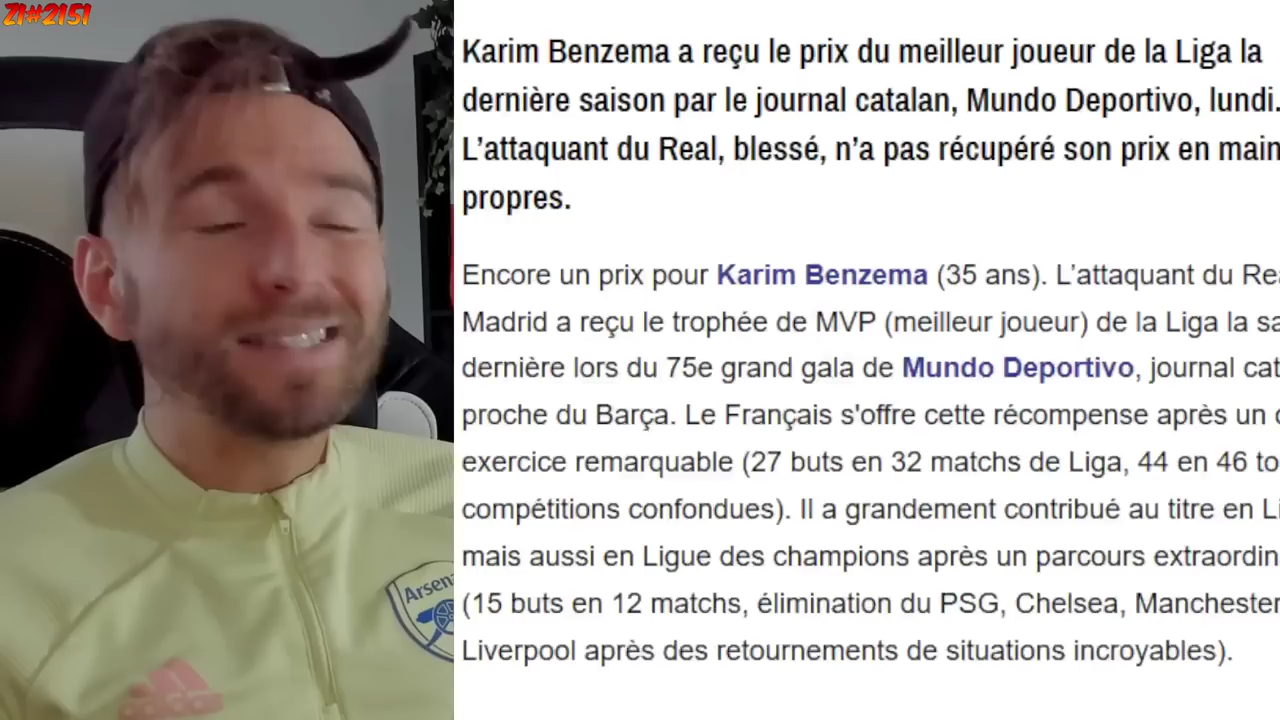 Z1#2151
Karim Benzema a reçu le prix du meilleur joueur de la Liga la
dernière saison par le journal catalan, Mundo Deportivo, lundi.
L'attaquant du Real, blessé, n'a pas récupéré son prix en main
propres.
Encore un prix pour Karim Benzema (35 ans). L'attaquant du Rea
Madrid a reçu le trophée de MVP (meilleur joueur) de la Liga la sa
dernière lors du 75e grand gala de Mundo Deportivo, journal cat
proche du Barça. Le Français s'offre cette récompense après un
exercice remarquable (27 buts en 32 matchs de Liga, 44 en 46 to
compétitions confondues). Il a grandement contribué au titre en Li
mais aussi en Ligue des champions après un parcours extraordin
(15 buts en 12 matchs, élimination du PSG, Chelsea, Manchester
Liverpool après des retournements de situations incroyables).
Arsena
adidas